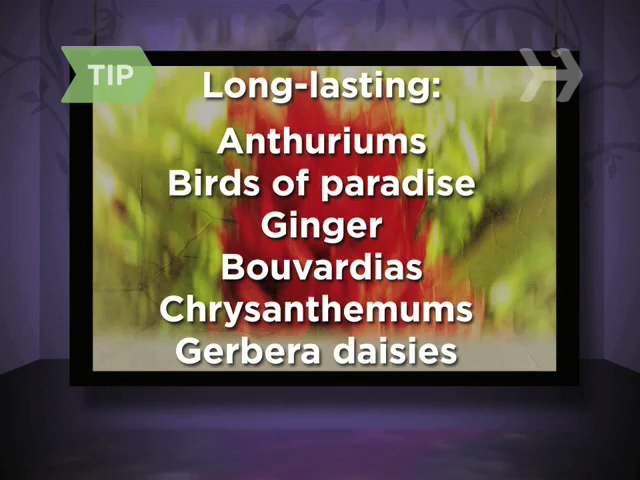 TIP
Long-lasting:
Anthuriums
Birds of paradise
Ginger
Bouvardias
Chrysanthemums
Gerbera daisies